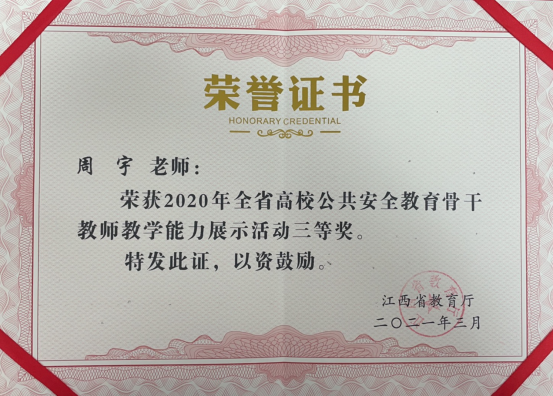 荣誉证书
HONORARY CREDENTIAL
周 宇 老师：
荣获2020年全省高校公共安全教育骨干
教师教学能力展示活动三等奖。
特发此证，以资鼓励。
江西省教育厅
二〇二一年三月